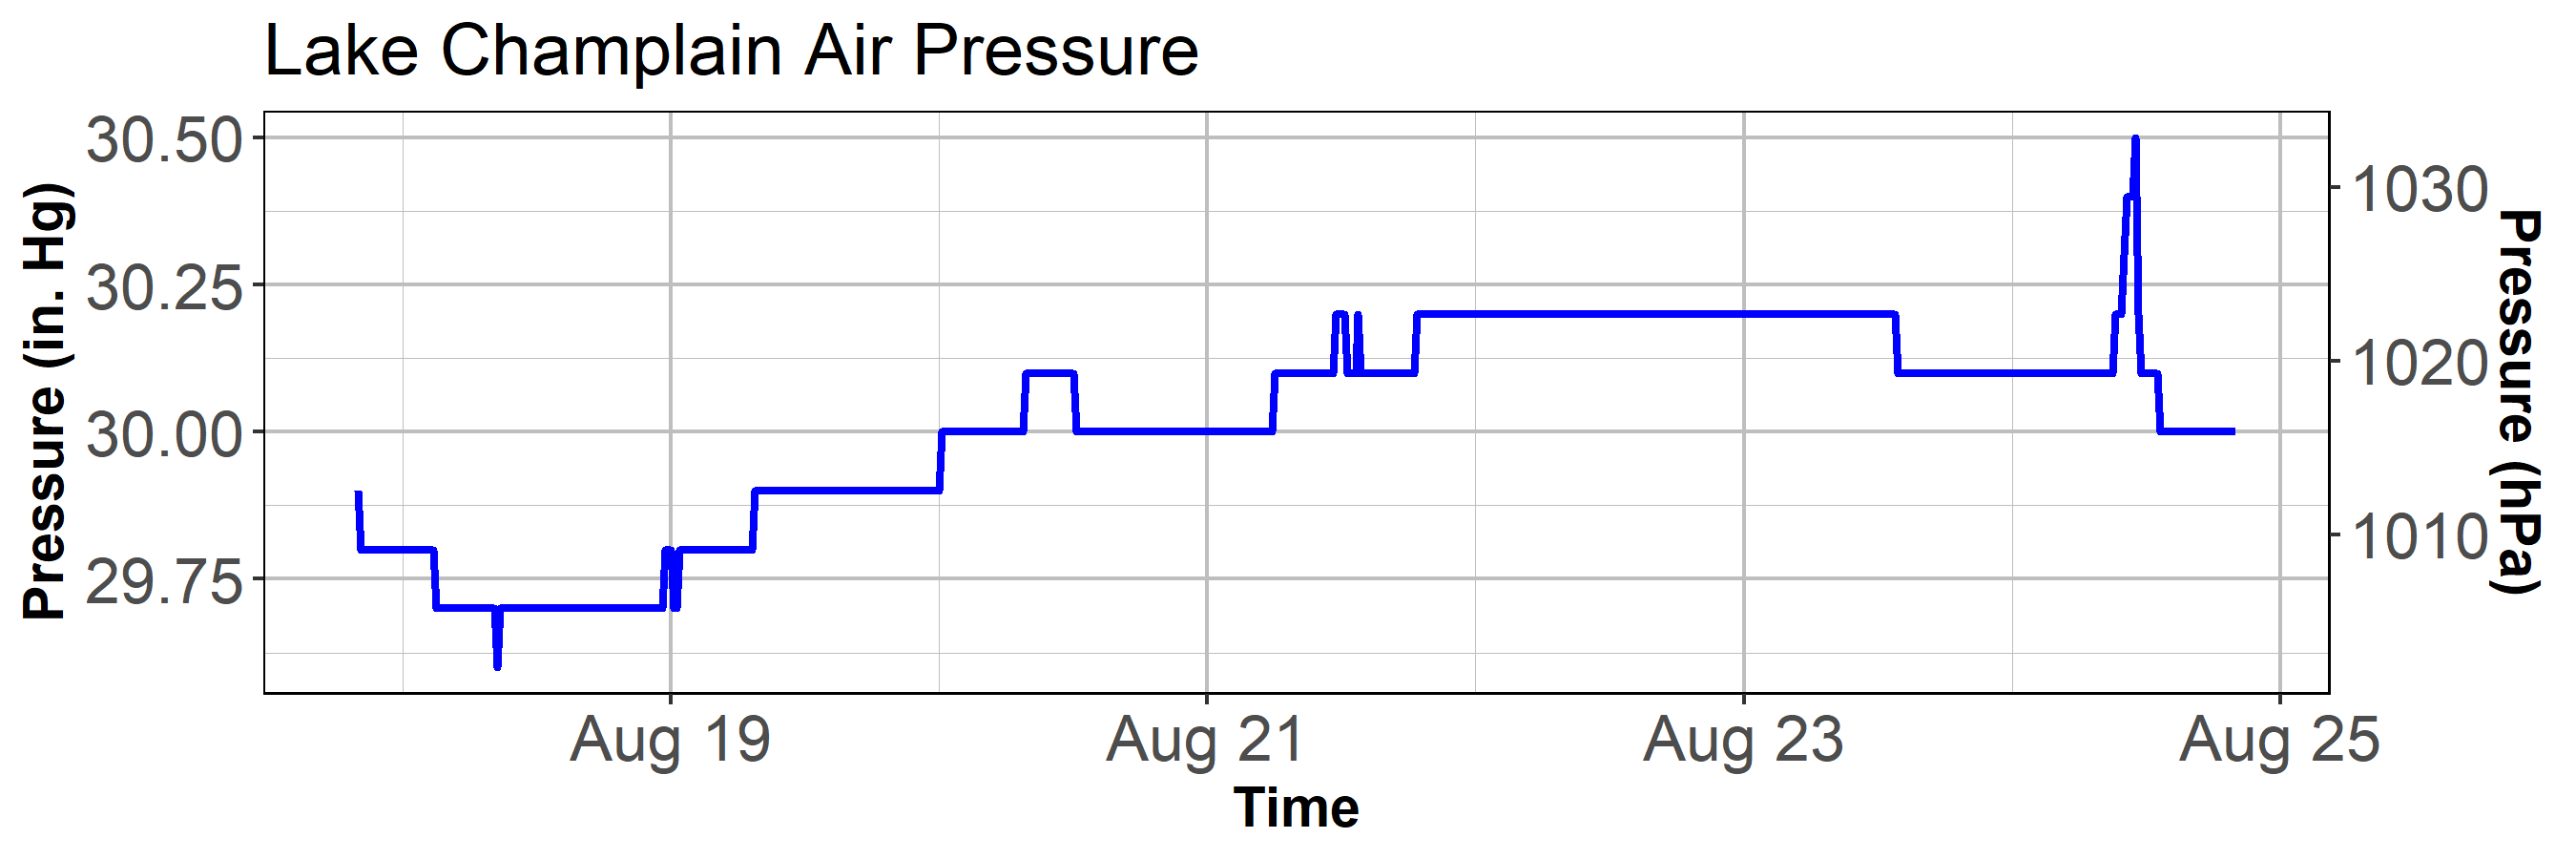 Lake Champlain Air Pressure
Pressure (in. Hg)
30.50
30.25
30.00
29.75
1030
1020
1010
Pressure (hPa)
Aug 19 Aug 21 Aug 23 Aug 25
Time